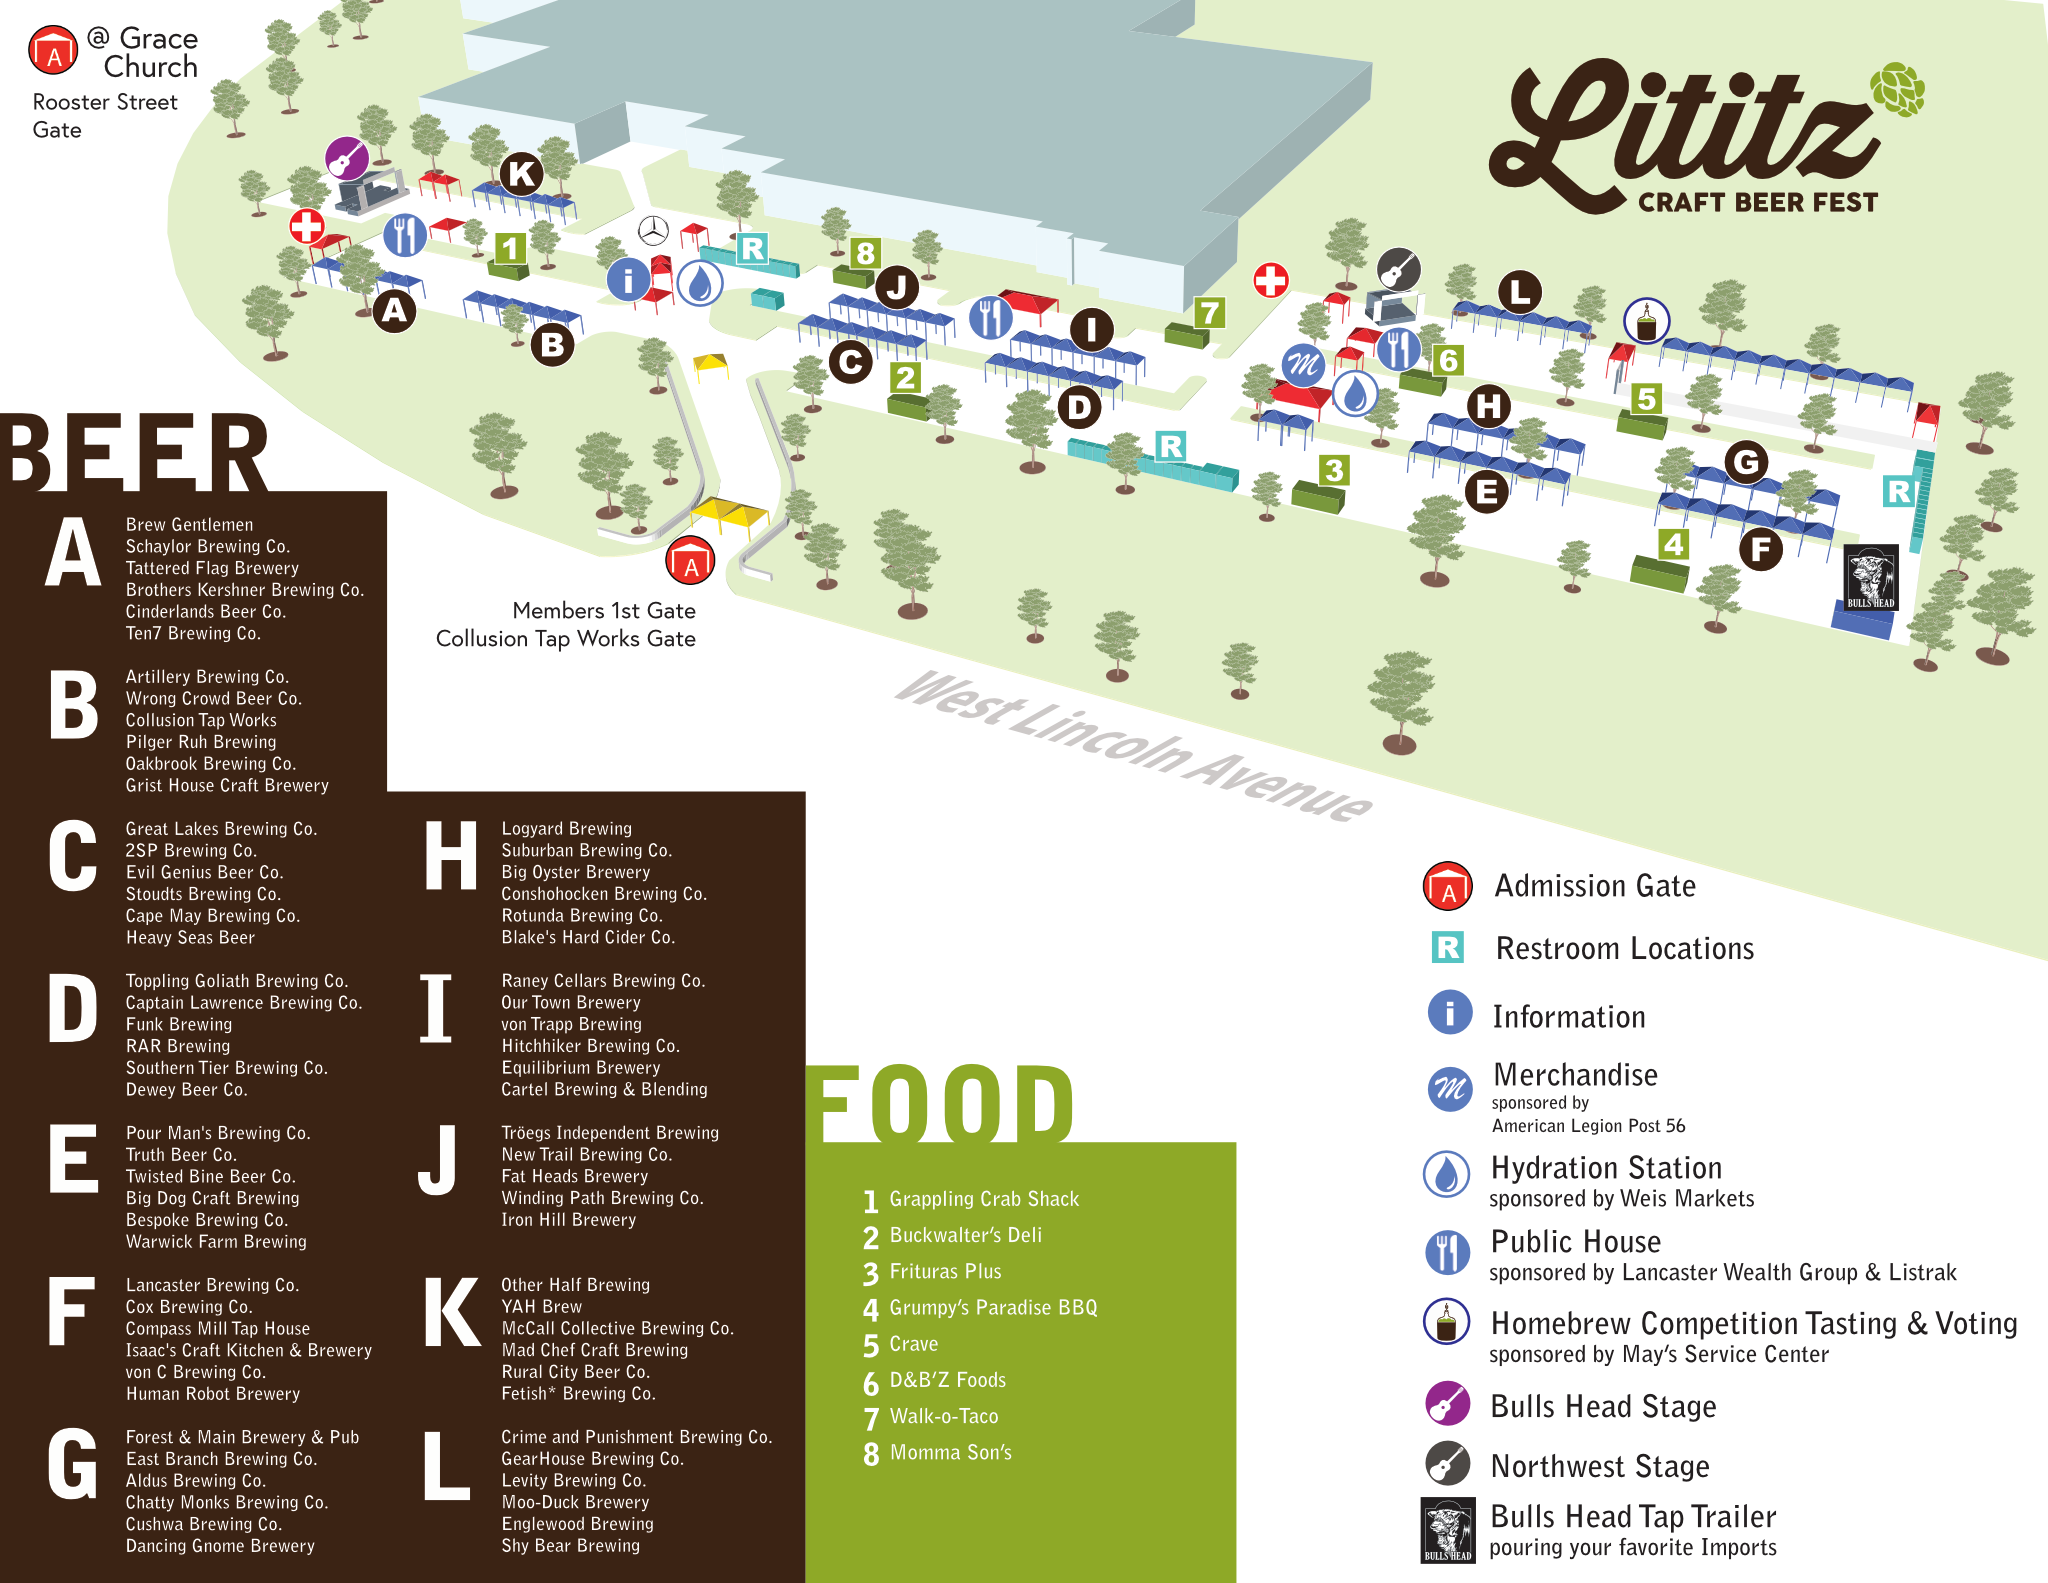 A
@ Grace
Church
Rooster Street
Gate
Lititz
CRAFT BEER FEST
K
1
R
8
i
J
A
B
C
2
I
7
D
L
M
6
5
H
R
3
E
G
R
4
F
BULLS HEAD
A
Members 1st Gate
Collusion Tap Works Gate
West Lincoln Avenue
BEER
A
Brew Gentlemen
Schaylor Brewing Co.
Tattered Flag Brewery
Brothers Kershner Brewing Co.
Cinderlands Beer Co.
Ten7 Brewing Co.
B
Artillery Brewing Co.
Wrong Crowd Beer Co.
Collusion Tap Works
Pilger Ruh Brewing
Oakbrook Brewing Co.
Grist House Craft Brewery
C
Great Lakes Brewing Co.
2SP Brewing Co.
Evil Genius Beer Co.
Stoudts Brewing Co.
Cape May Brewing Co.
Heavy Seas Beer
D
Toppling Goliath Brewing Co.
Captain Lawrence Brewing Co.
Funk Brewing
RAR Brewing
Southern Tier Brewing Co.
Dewey Beer Co.
E
Pour Man's Brewing Co.
Truth Beer Co.
Twisted Bine Beer Co.
Big Dog Craft Brewing
Bespoke Brewing Co.
Warwick Farm Brewing
F
Lancaster Brewing Co.
Cox Brewing Co.
Compass Mill Tap House
Isaac's Craft Kitchen & Brewery
von C Brewing Co.
Human Robot Brewery
G
Forest & Main Brewery & Pub
East Branch Brewing Co.
Aldus Brewing Co.
Chatty Monks Brewing Co.
Cushwa Brewing Co.
Dancing Gnome Brewery
H
Logyard Brewing
Suburban Brewing Co.
Big Oyster Brewery
Conshohocken Brewing Co.
Rotunda Brewing Co.
Blake's Hard Cider Co.
I
Raney Cellars Brewing Co.
Our Town Brewery
von Trapp Brewing
Hitchhiker Brewing Co.
Equilibrium Brewery
Cartel Brewing & Blending
J
Tröegs Independent Brewing
New Trail Brewing Co.
Fat Heads Brewery
Winding Path Brewing Co.
Iron Hill Brewery
K
Other Half Brewing
YAH Brew
McCall Collective Brewing Co.
Mad Chef Craft Brewing
Rural City Beer Co.
Fetish* Brewing Co.
L
Crime and Punishment Brewing Co.
GearHouse Brewing Co.
Levity Brewing Co.
Moo-Duck Brewery
Englewood Brewing
Shy Bear Brewing
FOOD
1 Grappling Crab Shack
2 Buckwalter's Deli
3 Frituras Plus
4 Grumpy's Paradise BBQ
5 Crave
6 D&B'Z Foods
7 Walk-o-Taco
8 Momma Son's
A Admission Gate
R Restroom Locations
i Information
M Merchandise
sponsored by
American Legion Post 56
Hydration Station
sponsored by Weis Markets
Public House
sponsored by Lancaster Wealth Group & Listrak
Homebrew Competition Tasting & Voting
sponsored by May's Service Center
Bulls Head Stage
Northwest Stage
BULLS HEAD
Bulls Head Tap Trailer
pouring your favorite Imports